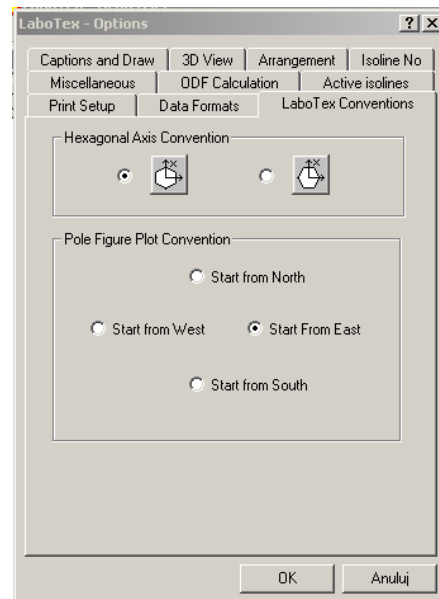 LaboTex - Options
Captions and Draw 3D View Arrangement Isoline No
Miscellaneous ODF Calculation Active isolines
Print Setup Data Formats LaboTex Conventions
Hexagonal Axis Convention
X X
Pole Figure Plot Convention
Start from North
Start from West Start From East
Start from South
OK Anuluj